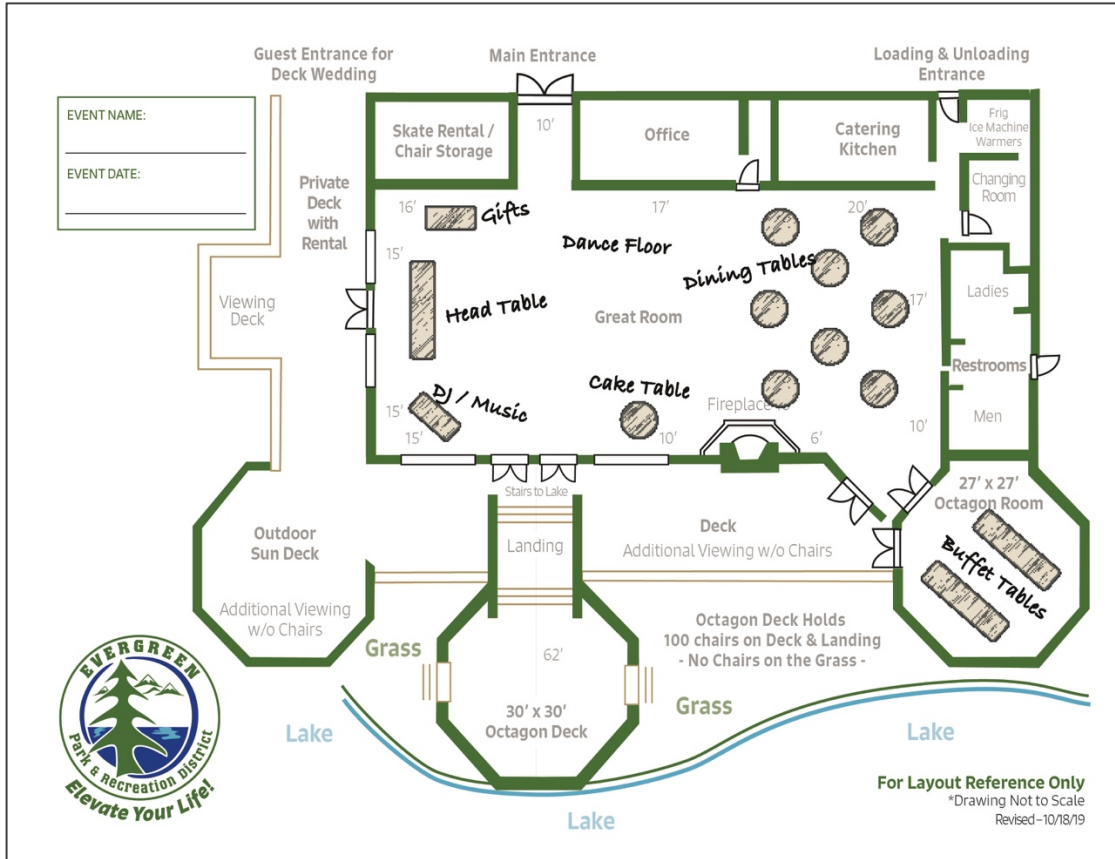 Guest Entrance for
Deck Wedding
Main Entrance
Loading & Unloading
Entrance
EVENT NAME:
EVENT DATE:
Skate Rental /
Chair Storage
10'
Office
Catering
Kitchen
Frig
Ice Machine
Warmers
Changing
Room
Private
Deck
with
Rental
16'
Gifts
17'
20'
15'
Dance Floor
Dining Tables
Viewing
Deck
Head Table
Great Room
17'
Ladies
Restrooms
Men
DJ / Music
Cake Table
15'
15'
10'
Fireplace
6'
10'
Stairs to Lake
27' x 27'
Octagon Room
Outdoor
Sun Deck
Landing
Deck
Additional Viewing w/o Chairs
Buffet Tables
Additional Viewing
w/o Chairs
Octagon Deck Holds
100 chairs on Deck & Landing
- No Chairs on the Grass -
Grass
62'
Grass
30' x 30'
Octagon Deck
Lake
Lake
Lake
EVERGREEN
Park & Recreation District
Elevate Your Life!
For Layout Reference Only
*Drawing Not to Scale
Revised – 10/18/19